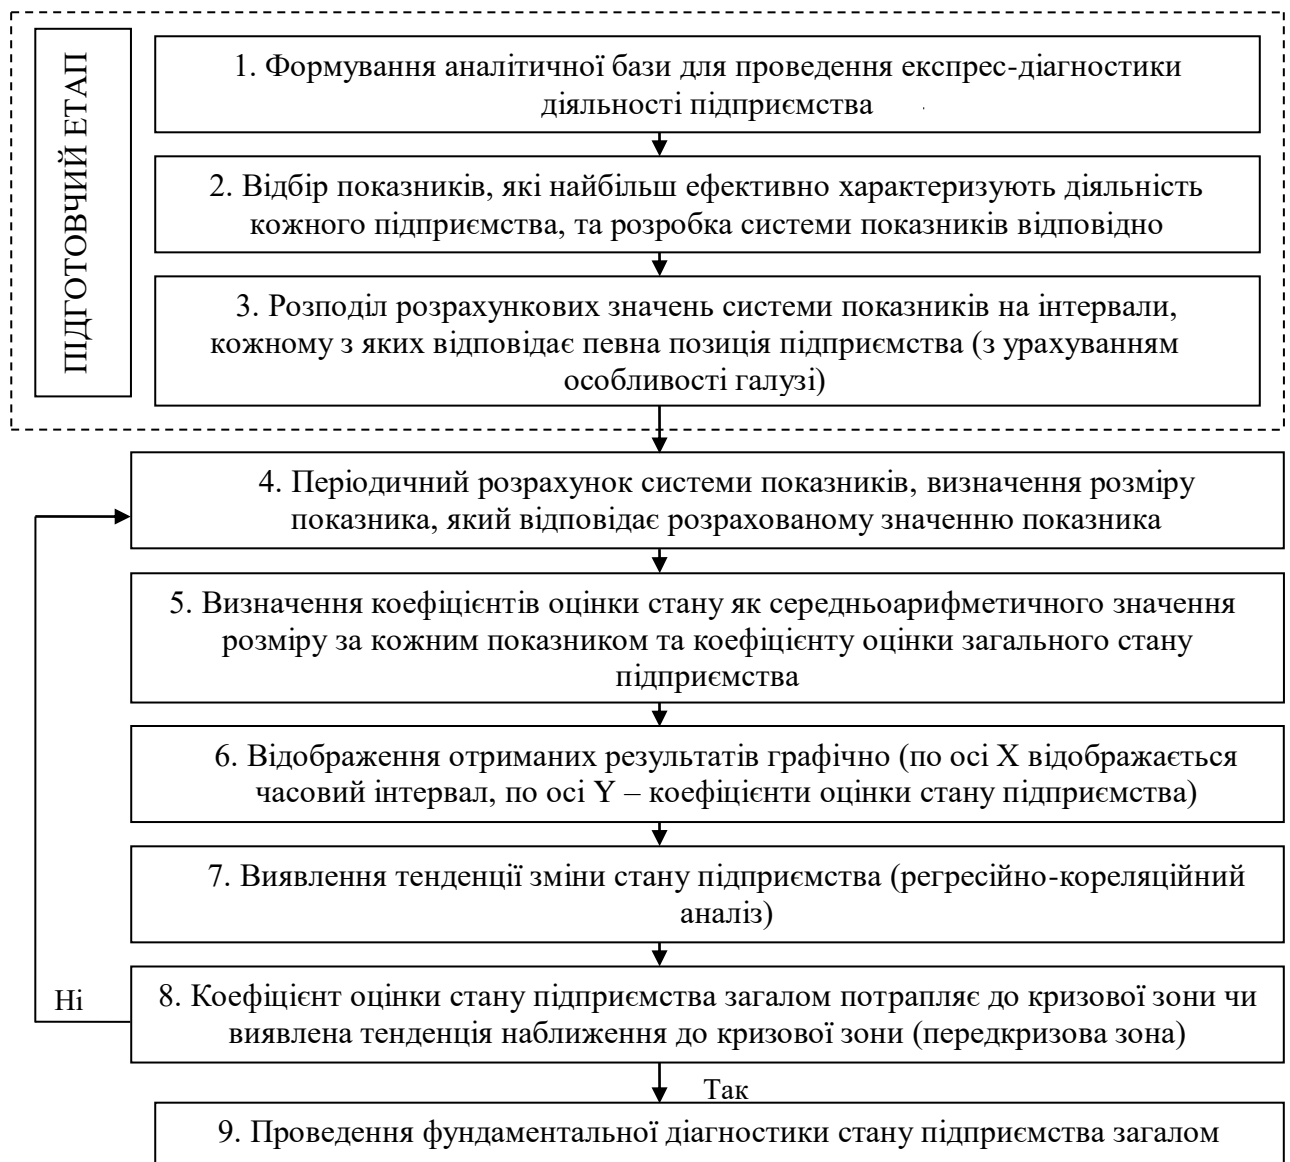 ПІДГОТОВЧИЙ ЕТАП
1. Формування аналітичної бази для проведення експрес-діагностики
діяльності підприємства
2. Відбір показників, які найбільш ефективно характеризують діяльність
кожного підприємства, та розробка системи показників відповідно
3. Розподіл розрахункових значень системи показників на інтервали,
кожному з яких відповідає певна позиція підприємства (з урахуванням
особливості галузі)
4. Періодичний розрахунок системи показників, визначення розміру
показника, який відповідає розрахованому значенню показника
5. Визначення коефіцієнтів оцінки стану як середньоарифметичного значення
розміру за кожним показником та коефіцієнту оцінки загального стану
підприємства
6. Відображення отриманих результатів графічно (по осі X відображається
часовий інтервал, по осі Y – коефіцієнти оцінки стану підприємства)
7. Виявлення тенденції зміни стану підприємства (регресійно-кореляційний
аналіз)
Ні
8. Коефіцієнт оцінки стану підприємства загалом потрапляє до кризової зони чи
виявлена тенденція наближення до кризової зони (передкризова зона)
Так
9. Проведення фундаментальної діагностики стану підприємства загалом